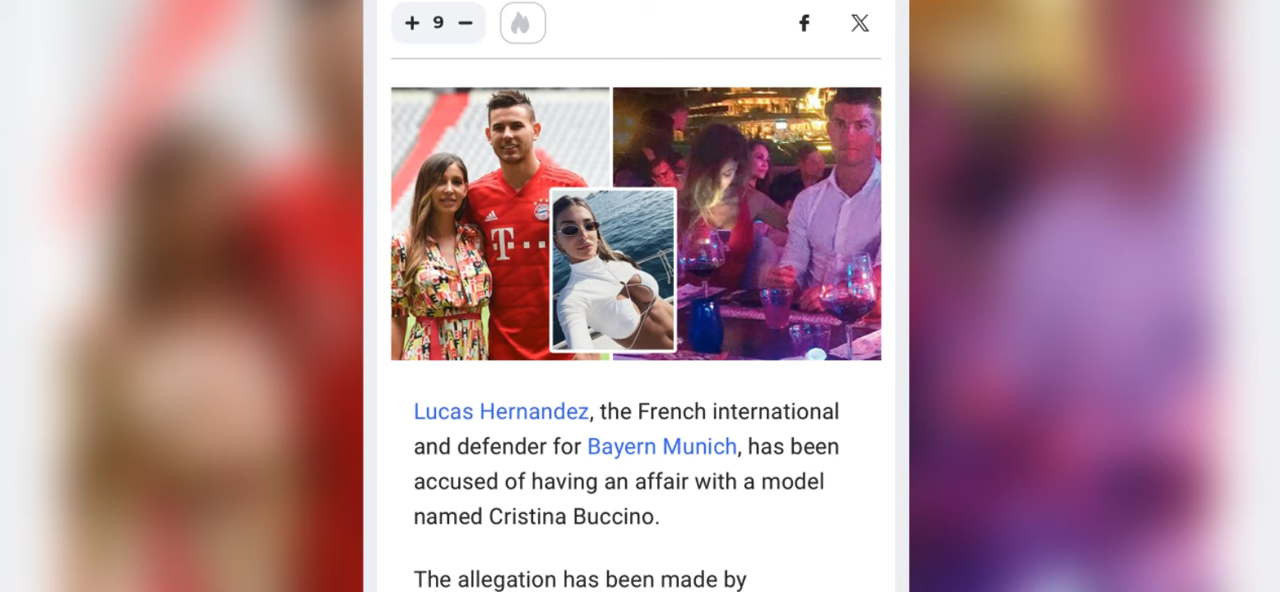 + 9 −
f X
T
Lucas Hernandez, the French international
and defender for Bayern Munich, has been
accused of having an affair with a model
named Cristina Buccino.
The allegation has been made by